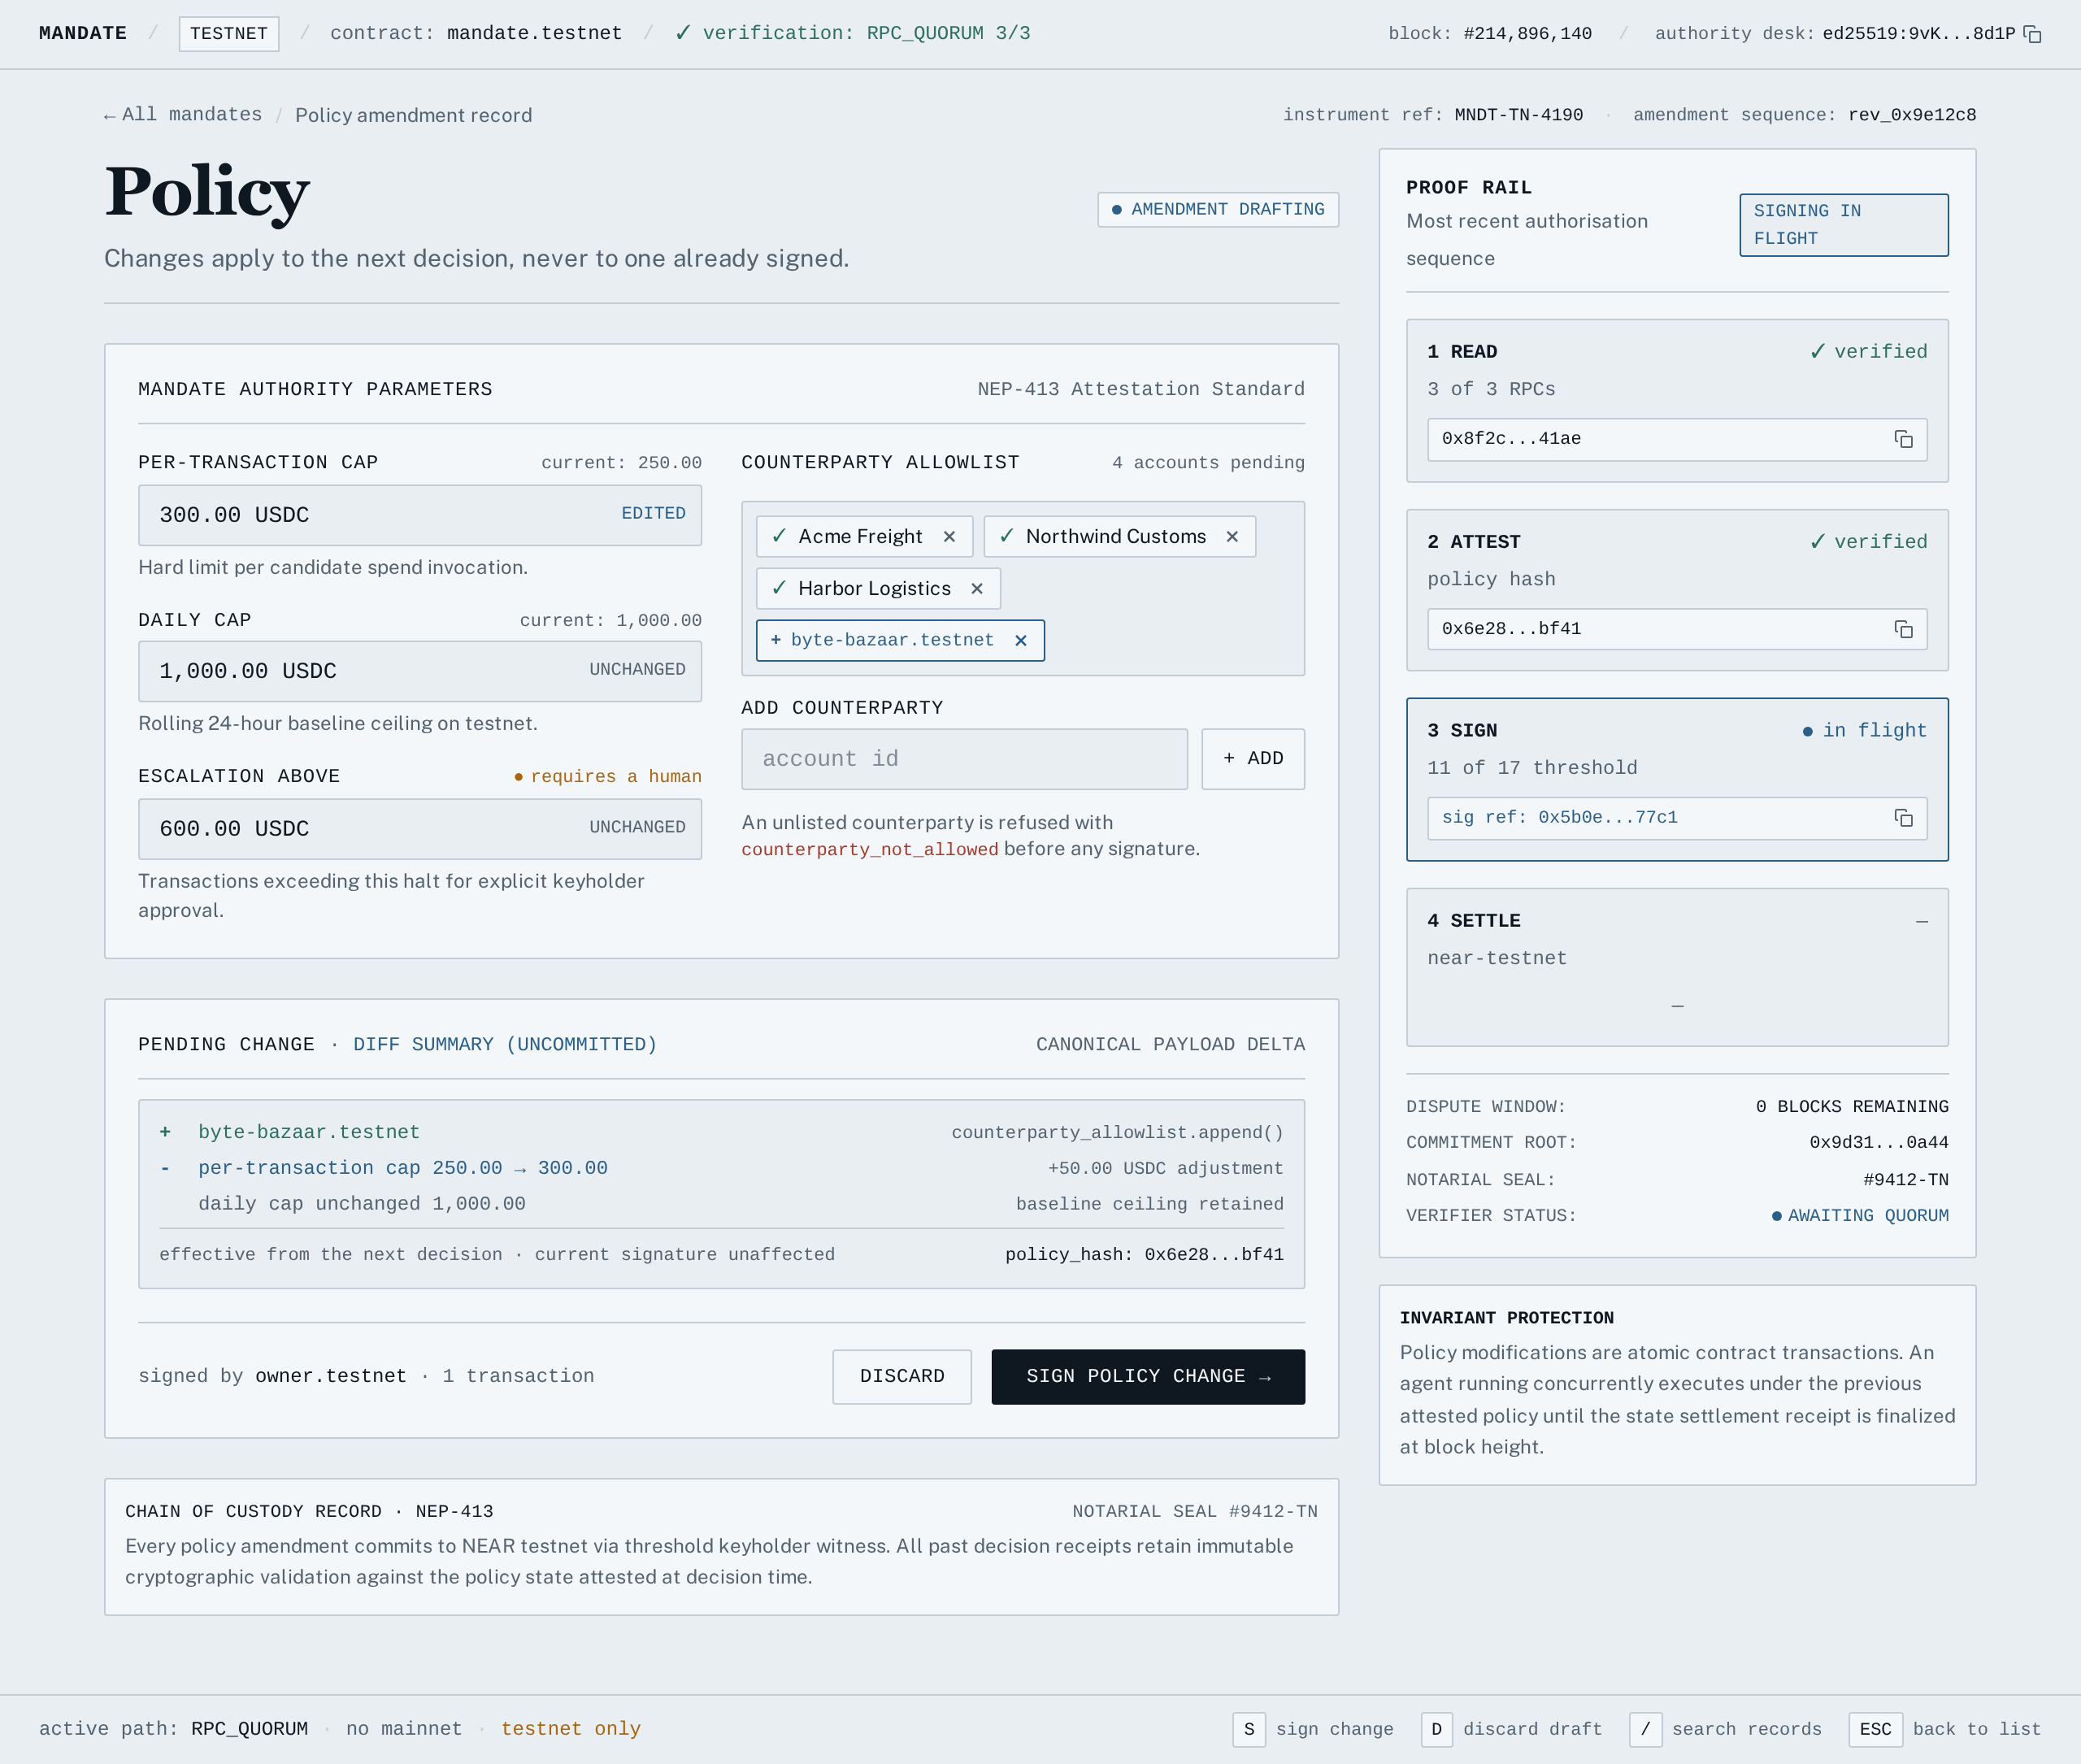 MANDATE / TESTNET / contract: mandate.testnet / ✓ verification: RPC_QUORUM 3/3
block: #214,896,140 / authority desk: ed25519:9vK...8d1P
← All mandates / Policy amendment record
instrument ref: MNDT-TN-4190 · amendment sequence: rev_0x9e12c8
Policy
● AMENDMENT DRAFTING
Changes apply to the next decision, never to one already signed.
MANDATE AUTHORITY PARAMETERS
NEP-413 Attestation Standard
PER-TRANSACTION CAP
current: 250.00
300.00 USDC
EDITED
Hard limit per candidate spend invocation.
DAILY CAP
current: 1,000.00
1,000.00 USDC
UNCHANGED
Rolling 24-hour baseline ceiling on testnet.
ESCALATION ABOVE
● requires a human
600.00 USDC
UNCHANGED
Transactions exceeding this halt for explicit keyholder
approval.
COUNTERPARTY ALLOWLIST
4 accounts pending
✓ Acme Freight ×
✓ Northwind Customs ×
✓ Harbor Logistics ×
+ byte-bazaar.testnet ×
ADD COUNTERPARTY
account id
+ ADD
An unlisted counterparty is refused with
counterparty_not_allowed before any signature.
PENDING CHANGE · DIFF SUMMARY (UNCOMMITTED)
CANONICAL PAYLOAD DELTA
+ byte-bazaar.testnet
counterparty_allowlist.append()
- per-transaction cap 250.00 → 300.00
+50.00 USDC adjustment
daily cap unchanged 1,000.00
baseline ceiling retained
effective from the next decision · current signature unaffected
policy_hash: 0x6e28...bf41
signed by owner.testnet · 1 transaction
DISCARD
SIGN POLICY CHANGE →
CHAIN OF CUSTODY RECORD · NEP-413
NOTARIAL SEAL #9412-TN
Every policy amendment commits to NEAR testnet via threshold keyholder witness. All past decision receipts retain immutable
cryptographic validation against the policy state attested at decision time.
PROOF RAIL
Most recent authorisation
sequence
SIGNING IN
FLIGHT
1 READ
✓ verified
3 of 3 RPCs
0x8f2c...41ae
2 ATTEST
✓ verified
policy hash
0x6e28...bf41
3 SIGN
● in flight
11 of 17 threshold
sig ref: 0x5b0e...77c1
4 SETTLE
—
near-testnet
—
DISPUTE WINDOW:
0 BLOCKS REMAINING
COMMITMENT ROOT:
0x9d31...0a44
NOTARIAL SEAL:
#9412-TN
VERIFIER STATUS:
● AWAITING QUORUM
INVARIANT PROTECTION
Policy modifications are atomic contract transactions. An
agent running concurrently executes under the previous
attested policy until the state settlement receipt is finalized
at block height.
active path: RPC_QUORUM · no mainnet · testnet only
S sign change D discard draft / search records ESC back to list